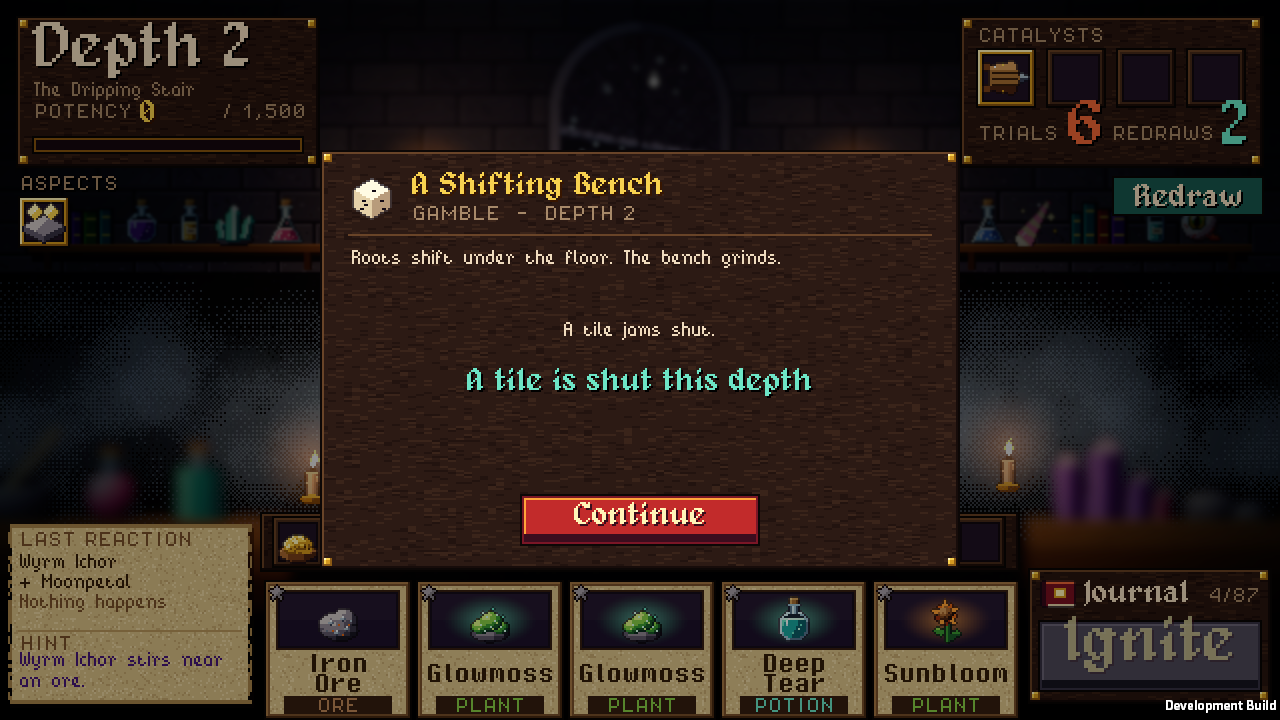 Depth 2
The Dripping Stair
POTENCY 0 / 1,500
ASPECTS
CATALYSTS
TRIALS 6 REDRAWS 2
Redraw
A Shifting Bench
GAMBLE - DEPTH 2
Roots shift under the floor. The bench grinds.
A tile jams shut.
A tile is shut this depth
Continue
LAST REACTION
Wyrm Ichor
+ Moonpetal
Nothing happens
HINT
Wyrm Ichor stirs near
an ore.
Iron
Ore
ORE
Glowmoss
PLANT
Glowmoss
PLANT
Deep
Tear
POTION
Sunbloom
PLANT
Journal 4/87
Ignite
Development Build